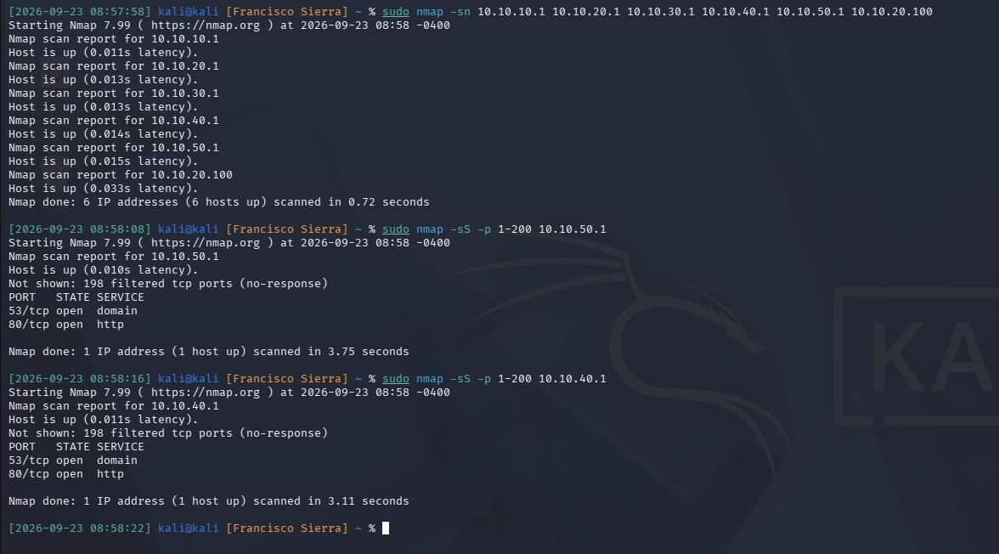 [2026-09-23 08:57:58] kali@kali [Francisco Sierra] ~ % sudo nmap -sn 10.10.10.1 10.10.20.1 10.10.30.1 10.10.40.1 10.10.50.1 10.10.20.100
Starting Nmap 7.99 ( https://nmap.org ) at 2026-09-23 08:58 -0400
Nmap scan report for 10.10.10.1
Host is up (0.011s latency).
Nmap scan report for 10.10.20.1
Host is up (0.013s latency).
Nmap scan report for 10.10.30.1
Host is up (0.013s latency).
Nmap scan report for 10.10.40.1
Host is up (0.014s latency).
Nmap scan report for 10.10.50.1
Host is up (0.015s latency).
Nmap scan report for 10.10.20.100
Host is up (0.033s latency).
Nmap done: 6 IP addresses (6 hosts up) scanned in 0.72 seconds
[2026-09-23 08:58:08] kali@kali [Francisco Sierra] ~ % sudo nmap -sS -p 1-200 10.10.50.1
Starting Nmap 7.99 ( https://nmap.org ) at 2026-09-23 08:58 -0400
Nmap scan report for 10.10.50.1
Host is up (0.010s latency).
Not shown: 198 filtered tcp ports (no-response)
PORT   STATE SERVICE
53/tcp open  domain
80/tcp open  http
Nmap done: 1 IP address (1 host up) scanned in 3.75 seconds
[2026-09-23 08:58:16] kali@kali [Francisco Sierra] ~ % sudo nmap -sS -p 1-200 10.10.40.1
Starting Nmap 7.99 ( https://nmap.org ) at 2026-09-23 08:58 -0400
Nmap scan report for 10.10.40.1
Host is up (0.011s latency).
Not shown: 198 filtered tcp ports (no-response)
PORT   STATE SERVICE
53/tcp open  domain
80/tcp open  http
Nmap done: 1 IP address (1 host up) scanned in 3.11 seconds
[2026-09-23 08:58:22] kali@kali [Francisco Sierra] ~ %
KA